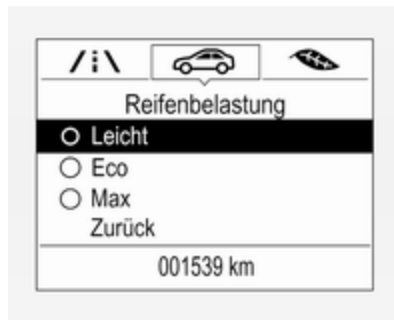 Reifenbelastung
Leicht
Eco
Max
Zurück
001539 km